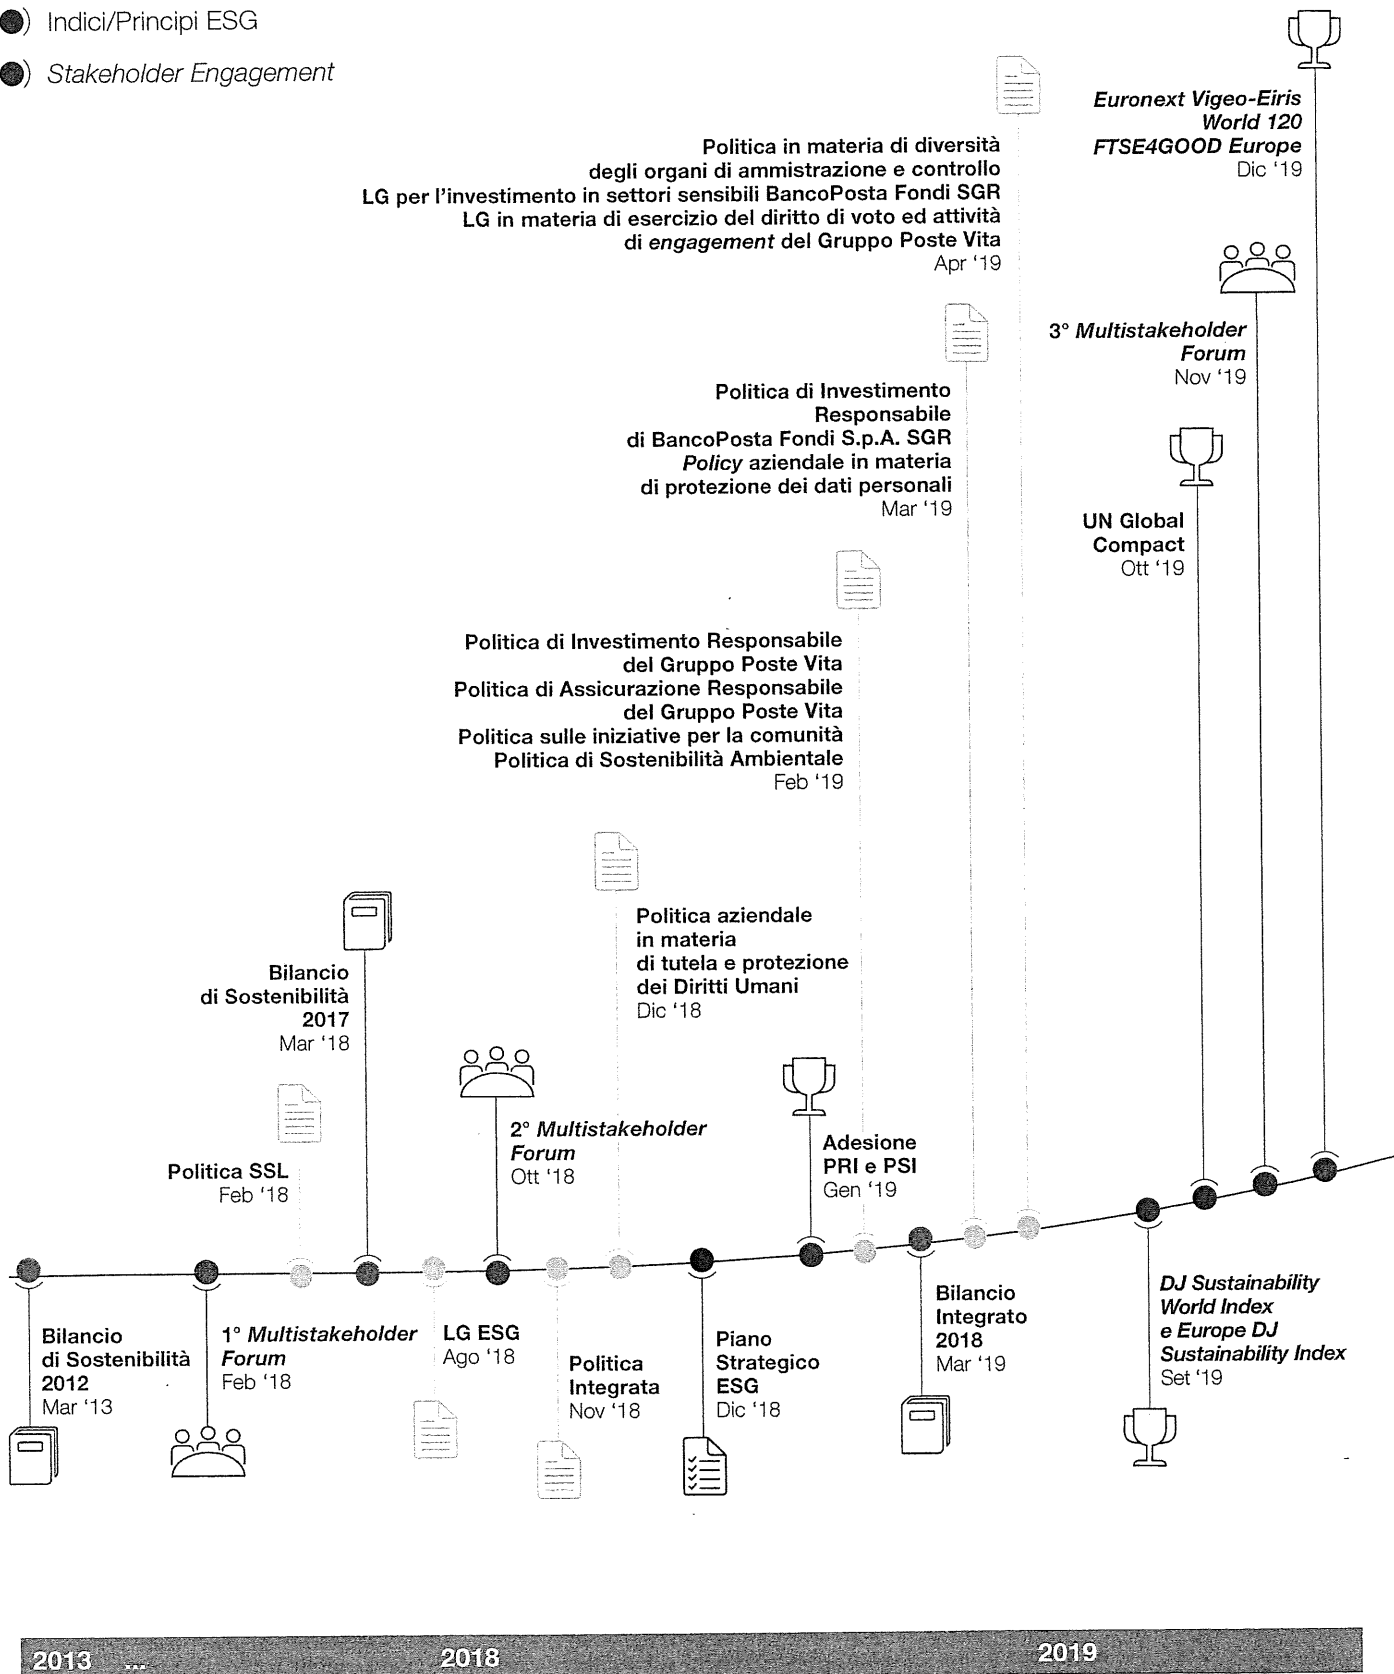 Indici/Principi ESG
Stakeholder Engagement
Euronext Vigeo-Eiris
World 120
FTSE4GOOD Europe
Dic ‘19
Politica in materia di diversità
degli organi di ammistrazione e controllo
LG per l’investimento in settori sensibili BancoPosta Fondi SGR
LG in materia di esercizio del diritto di voto ed attività
di engagement del Gruppo Poste Vita
Apr ‘19
3° Multistakeholder
Forum
Nov ‘19
Politica di Investimento
Responsabile
di BancoPosta Fondi S.p.A. SGR
Policy aziendale in materia
di protezione dei dati personali
Mar ‘19
UN Global
Compact
Ott ‘19
Politica di Investimento Responsabile
del Gruppo Poste Vita
Politica di Assicurazione Responsabile
del Gruppo Poste Vita
Politica sulle iniziative per la comunità
Politica di Sostenibilità Ambientale
Feb ‘19
Politica aziendale
in materia
di tutela e protezione
dei Diritti Umani
Dic ‘18
Bilancio
di Sostenibilità
2017
Mar ‘18
2° Multistakeholder
Forum
Ott ‘18
Adesione
PRI e PSI
Gen ‘19
Politica SSL
Feb ‘18
Bilancio
di Sostenibilità
2012
Mar ‘13
1° Multistakeholder
Forum
Feb ‘18
LG ESG
Ago ‘18
Politica
Integrata
Nov ‘18
Piano
Strategico
ESG
Dic ‘18
Bilancio
Integrato
2018
Mar ‘19
DJ Sustainability
World Index
e Europe DJ
Sustainability Index
Set ‘19
2013 ... 2018 2019